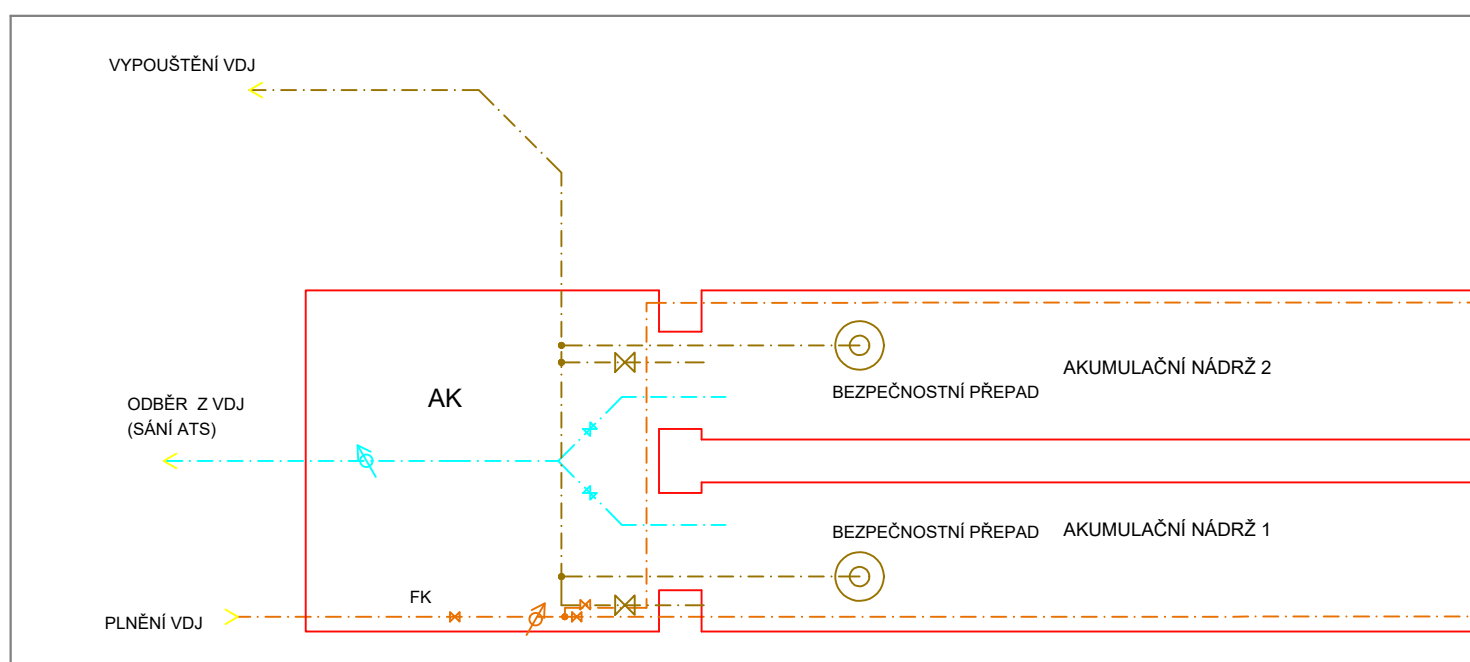 VYPOUŠTĚNÍ VDJ
AKUMULAČNÍ NÁDRŽ 2
BEZPEČNOSTNÍ PŘEPAD
AK
ODBĚR Z VDJ
(SÁNÍ ATS)
BEZPEČNOSTNÍ PŘEPAD
AKUMULAČNÍ NÁDRŽ 1
FK
PLNĚNÍ VDJ